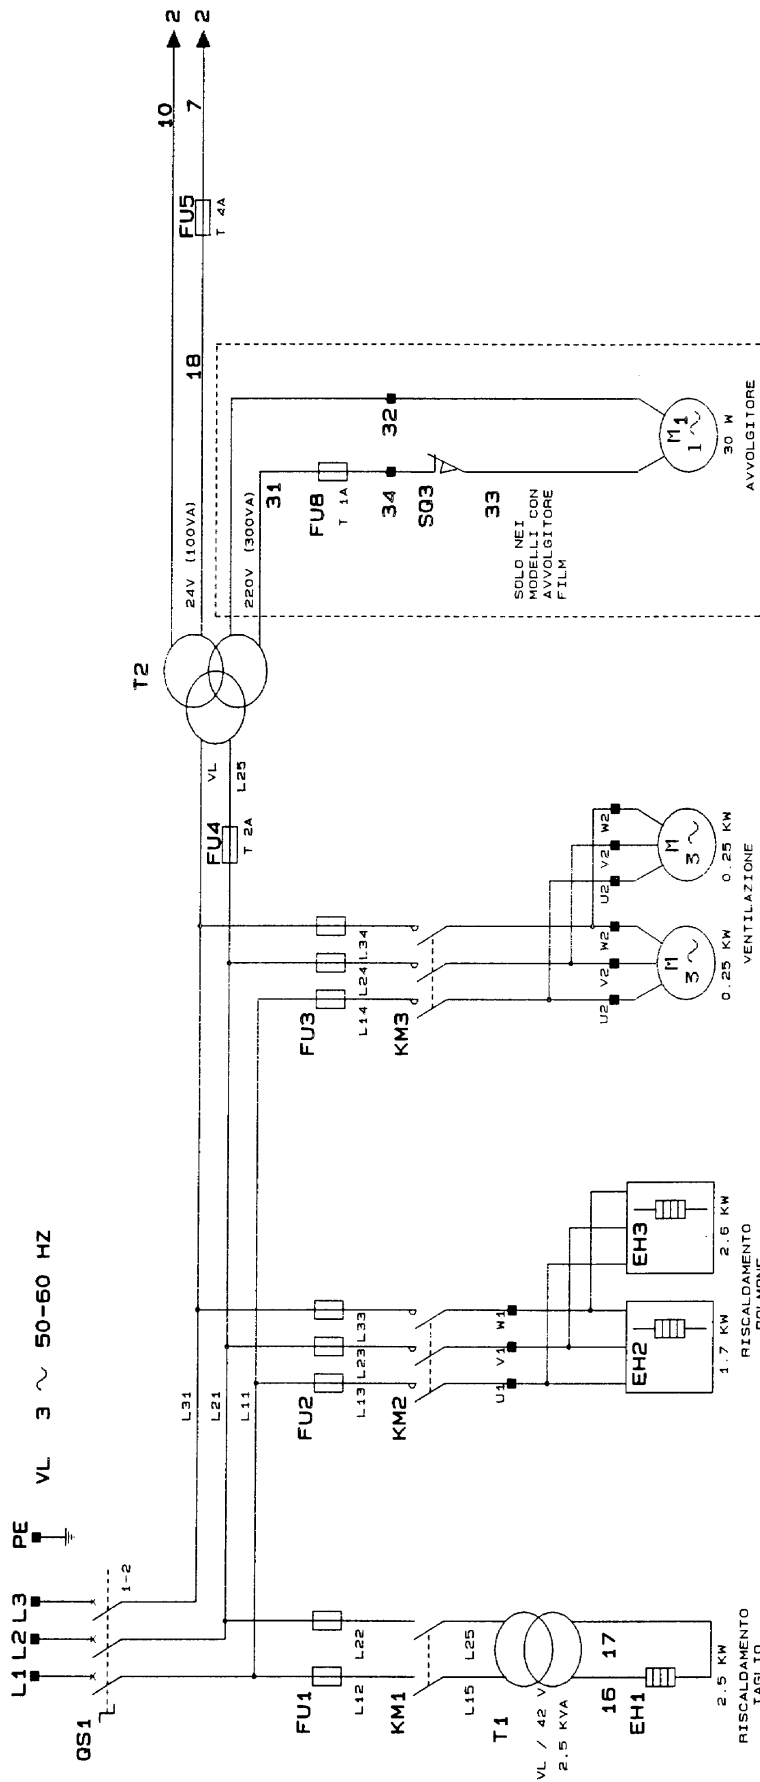 L1 L2 L3 PE
VL 3 ~ 50-60 HZ
QS1
1-2
L31
L21
L11
FU1
L12
L22
KM1
L15
L25
T1
VL / 42 V
2.5 KVA
16
17
EH1
2.5 KW
RISCALDAMENTO
TAGLIO
FU2
L13
L23
L33
KM2
U1
V1
W1
EH2
EH3
1.7 KW
2.6 KW
RISCALDAMENTO
FU3
L14
L24
L34
KM3
U2
V2
W2
U2
V2
W2
M
3 ~
M
3 ~
0.25 KW
0.25 KW
VENTILAZIONE
FU4
T 2A
VL
L25
T2
24V (100VA)
220V (300VA)
31
FU8
T 1A
34
32
SQ3
33
SOLO NEI
MODELLI CON
AVVOLGITORE
FILM
M1
1 ~
30 W
AVVOLGITORE
18
FU5
T 4A
10
7
2
2